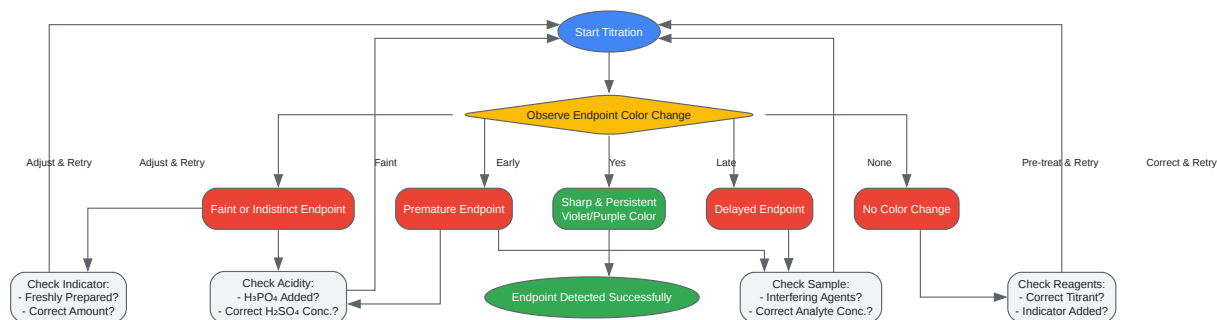 Start Titration
Observe Endpoint Color Change
Adjust & Retry
Adjust & Retry
Faint
Early
Yes
Late
None
Pre-treat & Retry
Correct & Retry
Faint or Indistinct Endpoint
Premature Endpoint
Sharp & Persistent
Violet/Purple Color
Delayed Endpoint
No Color Change
Check Indicator:
- Freshly Prepared?
- Correct Amount?
Check Acidity:
- H₃PO₄ Added?
- Correct H₂SO₄ Conc.?
Endpoint Detected Successfully
Check Sample:
- Interfering Agents?
- Correct Analyte Conc.?
Check Reagents:
- Correct Titrant?
- Indicator Added?